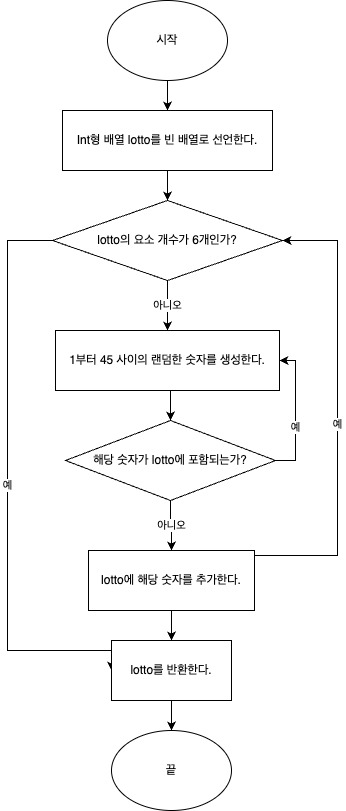 시작
Int형 배열 lotto를 빈 배열로 선언한다.
lotto의 요소 개수가 6개인가?
아니오
1부터 45 사이의 랜덤한 숫자를 생성한다.
예
예
해당 숫자가 lotto에 포함되는가?
예
아니오
lotto에 해당 숫자를 추가한다.
lotto를 반환한다.
끝